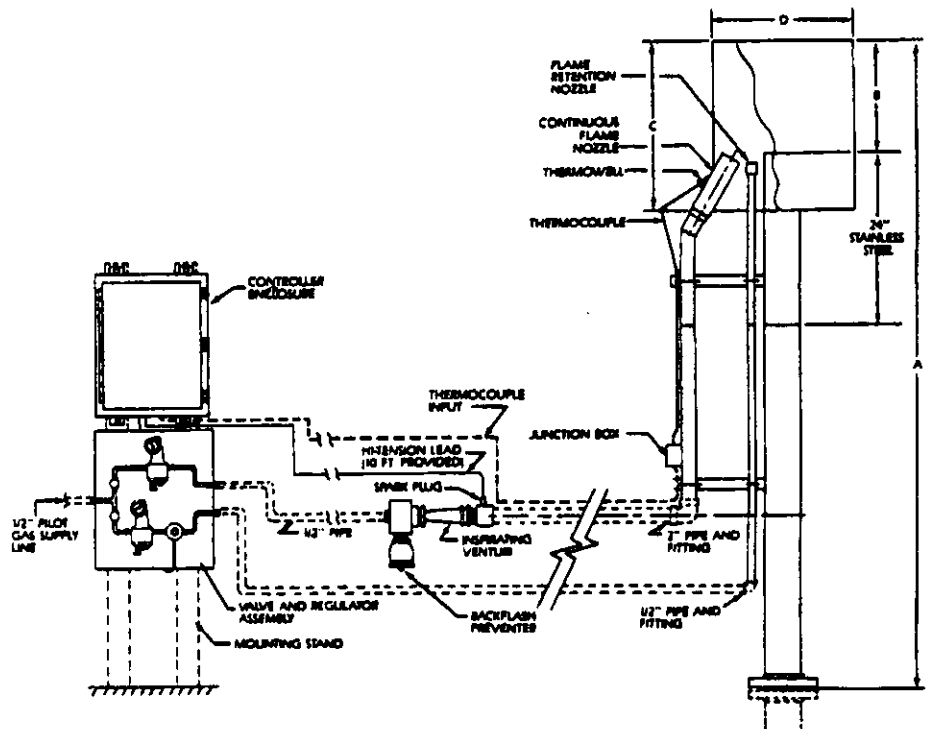 D
FLAME
RETENTION
NOZZLE
C
B
CONTINUOUS
FLAME
NOZZLE
THERMOWELL
THERMOCOUPLE
24"
STAINLESS
STEEL
CONTROLLER
ENCLOSURE
A
THERMOCOUPLE
INPUT
JUNCTION BOX
HI-TENSION LEAD
(10 FT PROVIDED)
SPARK PLUG
1/2" PILOT
GAS SUPPLY
LINE
1/2" PIPE
INSPIRATING
VENTURI
2" PIPE AND
FITTING
VALVE AND REGULATOR
ASSEMBLY
BACKFLASH
PREVENTER
1/2" PIPE AND
FITTING
MOUNTING STAND